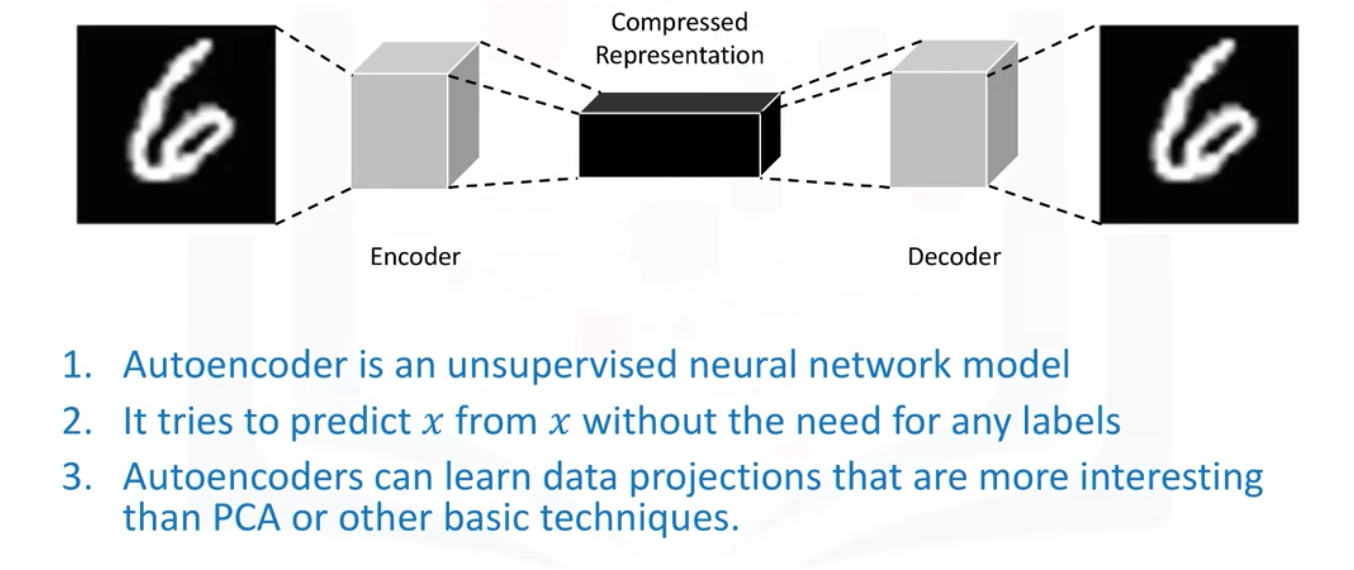 Compressed
Representation
Encoder
Decoder
1. Autoencoder is an unsupervised neural network model
2. It tries to predict x from x without the need for any labels
3. Autoencoders can learn data projections that are more interesting
than PCA or other basic techniques.